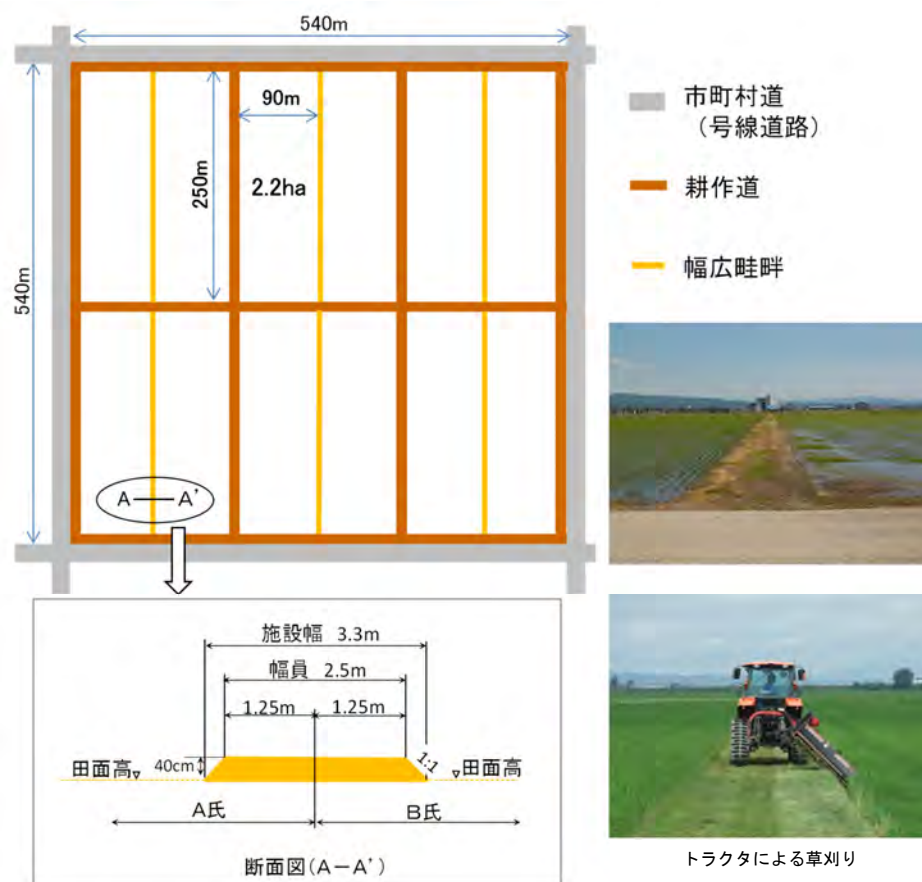 540m
90m
250m
2.2ha
540m
A A'
市町村道
（号線道路）
耕作道
幅広畦畔
施設幅 3.3m
幅員 2.5m
1.25m 1.25m
田面高 40cm 1:1 田面高
A氏 B氏
断面図(A－A')
トラクタによる草刈り